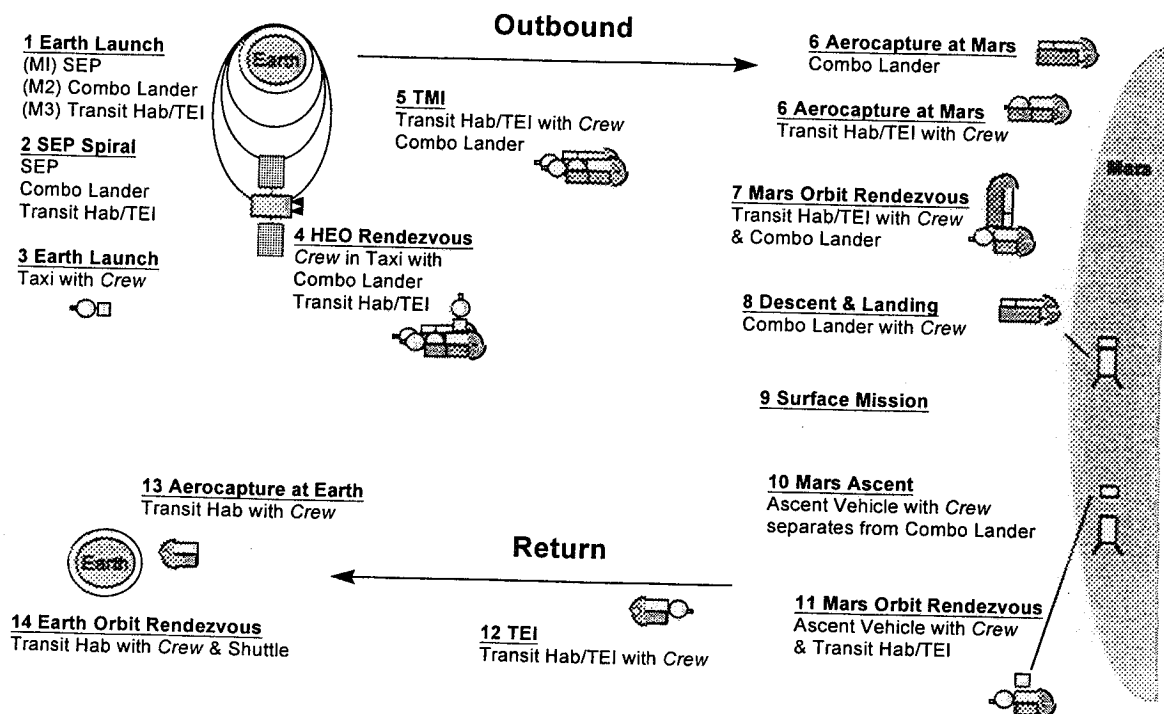 Outbound
1 Earth Launch
(MI) SEP
(M2) Combo Lander
(M3) Transit Hab/TEI
Earth
2 SEP Spiral
SEP
Combo Lander
Transit Hab/TEI
3 Earth Launch
Taxi with Crew
4 HEO Rendezvous
Crew in Taxi with
Combo Lander
Transit Hab/TEI
5 TMI
Transit Hab/TEI with Crew
Combo Lander
6 Aerocapture at Mars
Combo Lander
6 Aerocapture at Mars
Transit Hab/TEI with Crew
Mars
7 Mars Orbit Rendezvous
Transit Hab/TEI with Crew
& Combo Lander
8 Descent & Landing
Combo Lander with Crew
9 Surface Mission
10 Mars Ascent
Ascent Vehicle with Crew
separates from Combo Lander
11 Mars Orbit Rendezvous
Ascent Vehicle with Crew
& Transit Hab/TEI
Return
12 TEI
Transit Hab/TEI with Crew
13 Aerocapture at Earth
Transit Hab with Crew
Earth
14 Earth Orbit Rendezvous
Transit Hab with Crew & Shuttle